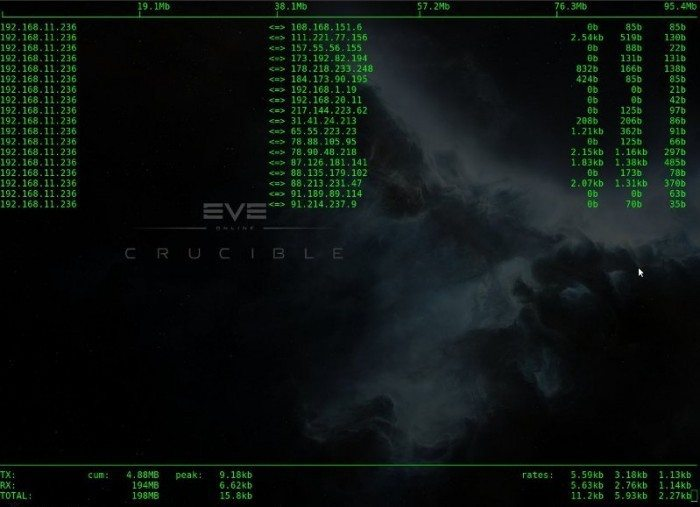 19.1Mb 38.1Mb 57.2Mb 76.3Mb 95.4Mb
192.168.11.236 <=> 108.168.151.6 0b 85b 85b
192.168.11.236 <=> 111.221.77.156 2.54kb 519b 130b
192.168.11.236 <=> 157.55.56.155 0b 88b 22b
192.168.11.236 <=> 173.192.82.194 0b 131b 131b
192.168.11.236 <=> 178.218.233.248 832b 166b 138b
192.168.11.236 <=> 184.173.90.195 424b 85b 85b
192.168.11.236 <=> 192.168.1.19 0b 0b 21b
192.168.11.236 <=> 192.168.20.11 0b 0b 42b
192.168.11.236 <=> 217.144.223.62 0b 125b 97b
192.168.11.236 <=> 31.41.24.213 208b 206b 86b
192.168.11.236 <=> 65.55.223.23 1.21kb 362b 91b
192.168.11.236 <=> 78.88.105.95 0b 125b 66b
192.168.11.236 <=> 78.90.48.218 2.15kb 1.16kb 297b
192.168.11.236 <=> 87.126.181.141 1.83kb 1.38kb 485b
192.168.11.236 <=> 88.135.179.102 0b 173b 78b
192.168.11.236 <=> 88.213.231.47 2.07kb 1.31kb 370b
192.168.11.236 <=> 91.189.89.114 0b 0b 63b
192.168.11.236 <=> 91.214.237.9 0b 70b 35b
EVE
ONLINE
CRUCIBLE
TX: cum: 4.88MB peak: 9.18kb rates: 5.59kb 3.18kb 1.13kb
RX: 194MB 6.62kb 5.63kb 2.76kb 1.14kb
TOTAL: 198MB 15.8kb 11.2kb 5.93kb 2.27kb